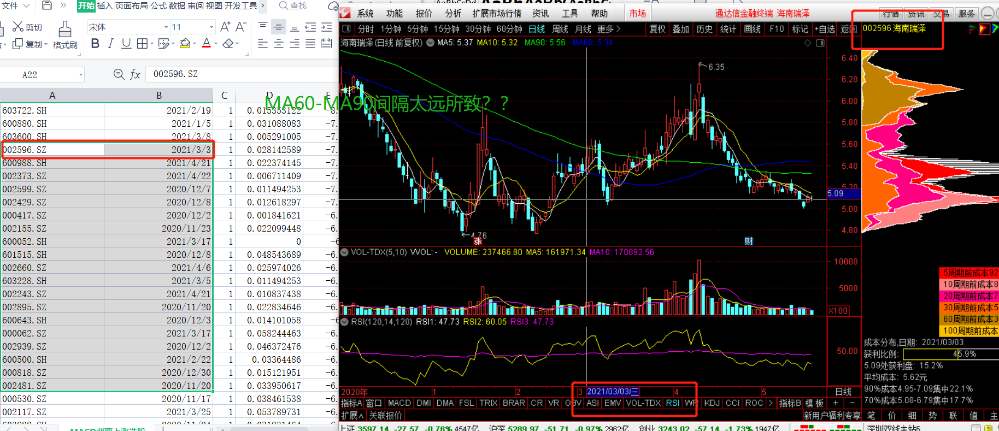 文件
开始 插入 页面布局 公式 数据 审阅 视图 开发工具
查找
剪切
复制
格式刷
宋体
11
B I U
A22
fx 002596.SZ
A B C D E
603722.SH 2021/2/19 1
600880.SH 2021/1/5 1 0.031088083 -7.
603600.SH 2021/3/8 1 0.005291005 -7.
002596.SZ 2021/3/3 1 0.028142589 -7.
600988.SH 2021/4/21 1 0.022374145 -7.
002373.SZ 2021/4/22 1 0.006711409 -7.
002599.SZ 2020/12/7 1 0.011494253 -7.
002429.SZ 2020/12/8 1 0.012618297 -7.
000417.SZ 2020/12/2 1 0.001841621 -6.
002155.SZ 2020/11/23 1 0.022099448 -6.
600052.SH 2021/3/17 1 0 -6
601515.SH 2020/12/8 1 0.048543689 -6.
002660.SZ 2021/4/6 1 0.025974026 -6.
603228.SH 2021/3/5 1 0.011494253 -6.
002243.SZ 2021/4/21 1 0.010837438 -6.
002895.SZ 2020/11/20 1 0.022834646 -6.
600643.SH 2020/12/3 1 0.014101058 -6
000062.SZ 2021/3/17 1 0.058244463 -6.
002939.SZ 2020/12/2 1 0.046372476 -6.
600500.SH 2021/2/22 1 0.03364486 -6.
000818.SZ 2020/12/30 1 0.015121951 -6.
002481.SZ 2020/11/20 1 0.033950617 -6.
000530.SZ 2020/11/17 1 0.038461538 -6.
002117.SZ 2021/3/25 1 0.053789731 -6.
MA60-MA90间隔太远所致？？
系统 功能 报价 分析 扩展市场行情 资讯 工具 帮助 市场 通达信金融终端 海南瑞泽 行情 资讯 交易 服务
分时 1分钟 5分钟 15分钟 30分钟 60分钟 日线 周线 月线 更多 复权 叠加 历史 统计 画线 F10 标记 +自选 返回
002596 海南瑞泽
海南瑞泽(日线.前复权) MA5: 5.37 MA10: 5.32 MA90: 5.56 MA60: 5.34
6.35
4.76
涨
财
6.40
6.20
6.00
5.80
5.60
5.40
5.20
5.09
5.00
4.80
VOL-TDX(5,10) VVOL: - VOLUME: 237466.80 MA5: 161971.34 MA10: 170892.56
10000
5000
X100
RSI(120,14,120) RSI1: 47.73 RSI2: 60.05 RSI3: 47.73
50.00
2020年 1 2 3 2021/03/03/三 4 5 日线
指标A 窗口 MACD DMI DMA FSL TRIX BRAR CR VR OBV ASI EMV VOL-TDX RSI WR KDJ CCI ROC 指标B 模板 + -
扩展∧ 关联报价 新用户福利专享
5周期前成本92
10周期前成本8
20周期前成本7
30周期前成本5
60周期前成本3
100周期前成本
成本分布,日期: 2021/03/03
获利比例: 45.9%
5.09处获利盘: 15.2%
平均成本: 5.62元
90%成本4.95-7.09集中22.1%
70%成本5.08-6.79集中17.7%
笔 价 细 势 联 值 主
上证 3597.14 -27.57 -0.76% 4547亿 沪深 5289.97 -51.71 -0.97% 2962亿 创业 3243.02 -57.14 -1.73% 1947亿 深圳双线主站5